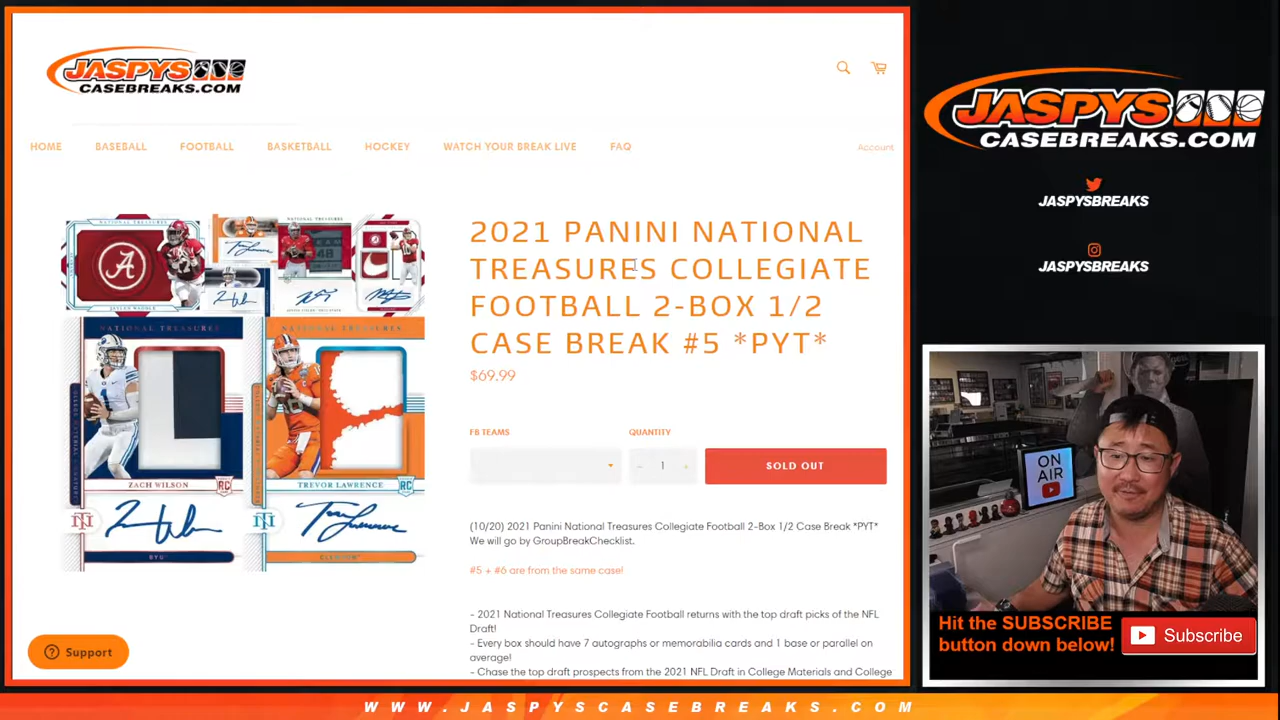 JASPYS
CASEBREAKS.COM
HOME BASEBALL FOOTBALL BASKETBALL HOCKEY WATCH YOUR BREAK LIVE FAQ
Account
2021 PANINI NATIONAL
TREASURES COLLEGIATE
FOOTBALL 2-BOX 1/2
CASE BREAK #5 *PYT*
$69.99
FB TEAMS
QUANTITY
− 1 +
SOLD OUT
(10/20) 2021 Panini National Treasures Collegiate Football 2-Box 1/2 Case Break *PYT*
We will go by GroupBreakChecklist.
#5 + #6 are from the same case!
- 2021 National Treasures Collegiate Football returns with the top draft picks of the NFL
Draft!
- Every box should have 7 autographs or memorabilia cards and 1 base or parallel on
average!
- Chase the top draft prospects from the 2021 NFL Draft in College Materials and College
NATIONAL TREASURES
ZACH WILSON
RC
BYU
TREVOR LAWRENCE
RC
CLEMSON
Support
JASPYS
CASEBREAKS.COM
JASPYSBREAKS
JASPYSBREAKS
ON
AIR
Hit the SUBSCRIBE
button down below!
Subscribe
WWW.JASPYSCASEBREAKS.COM